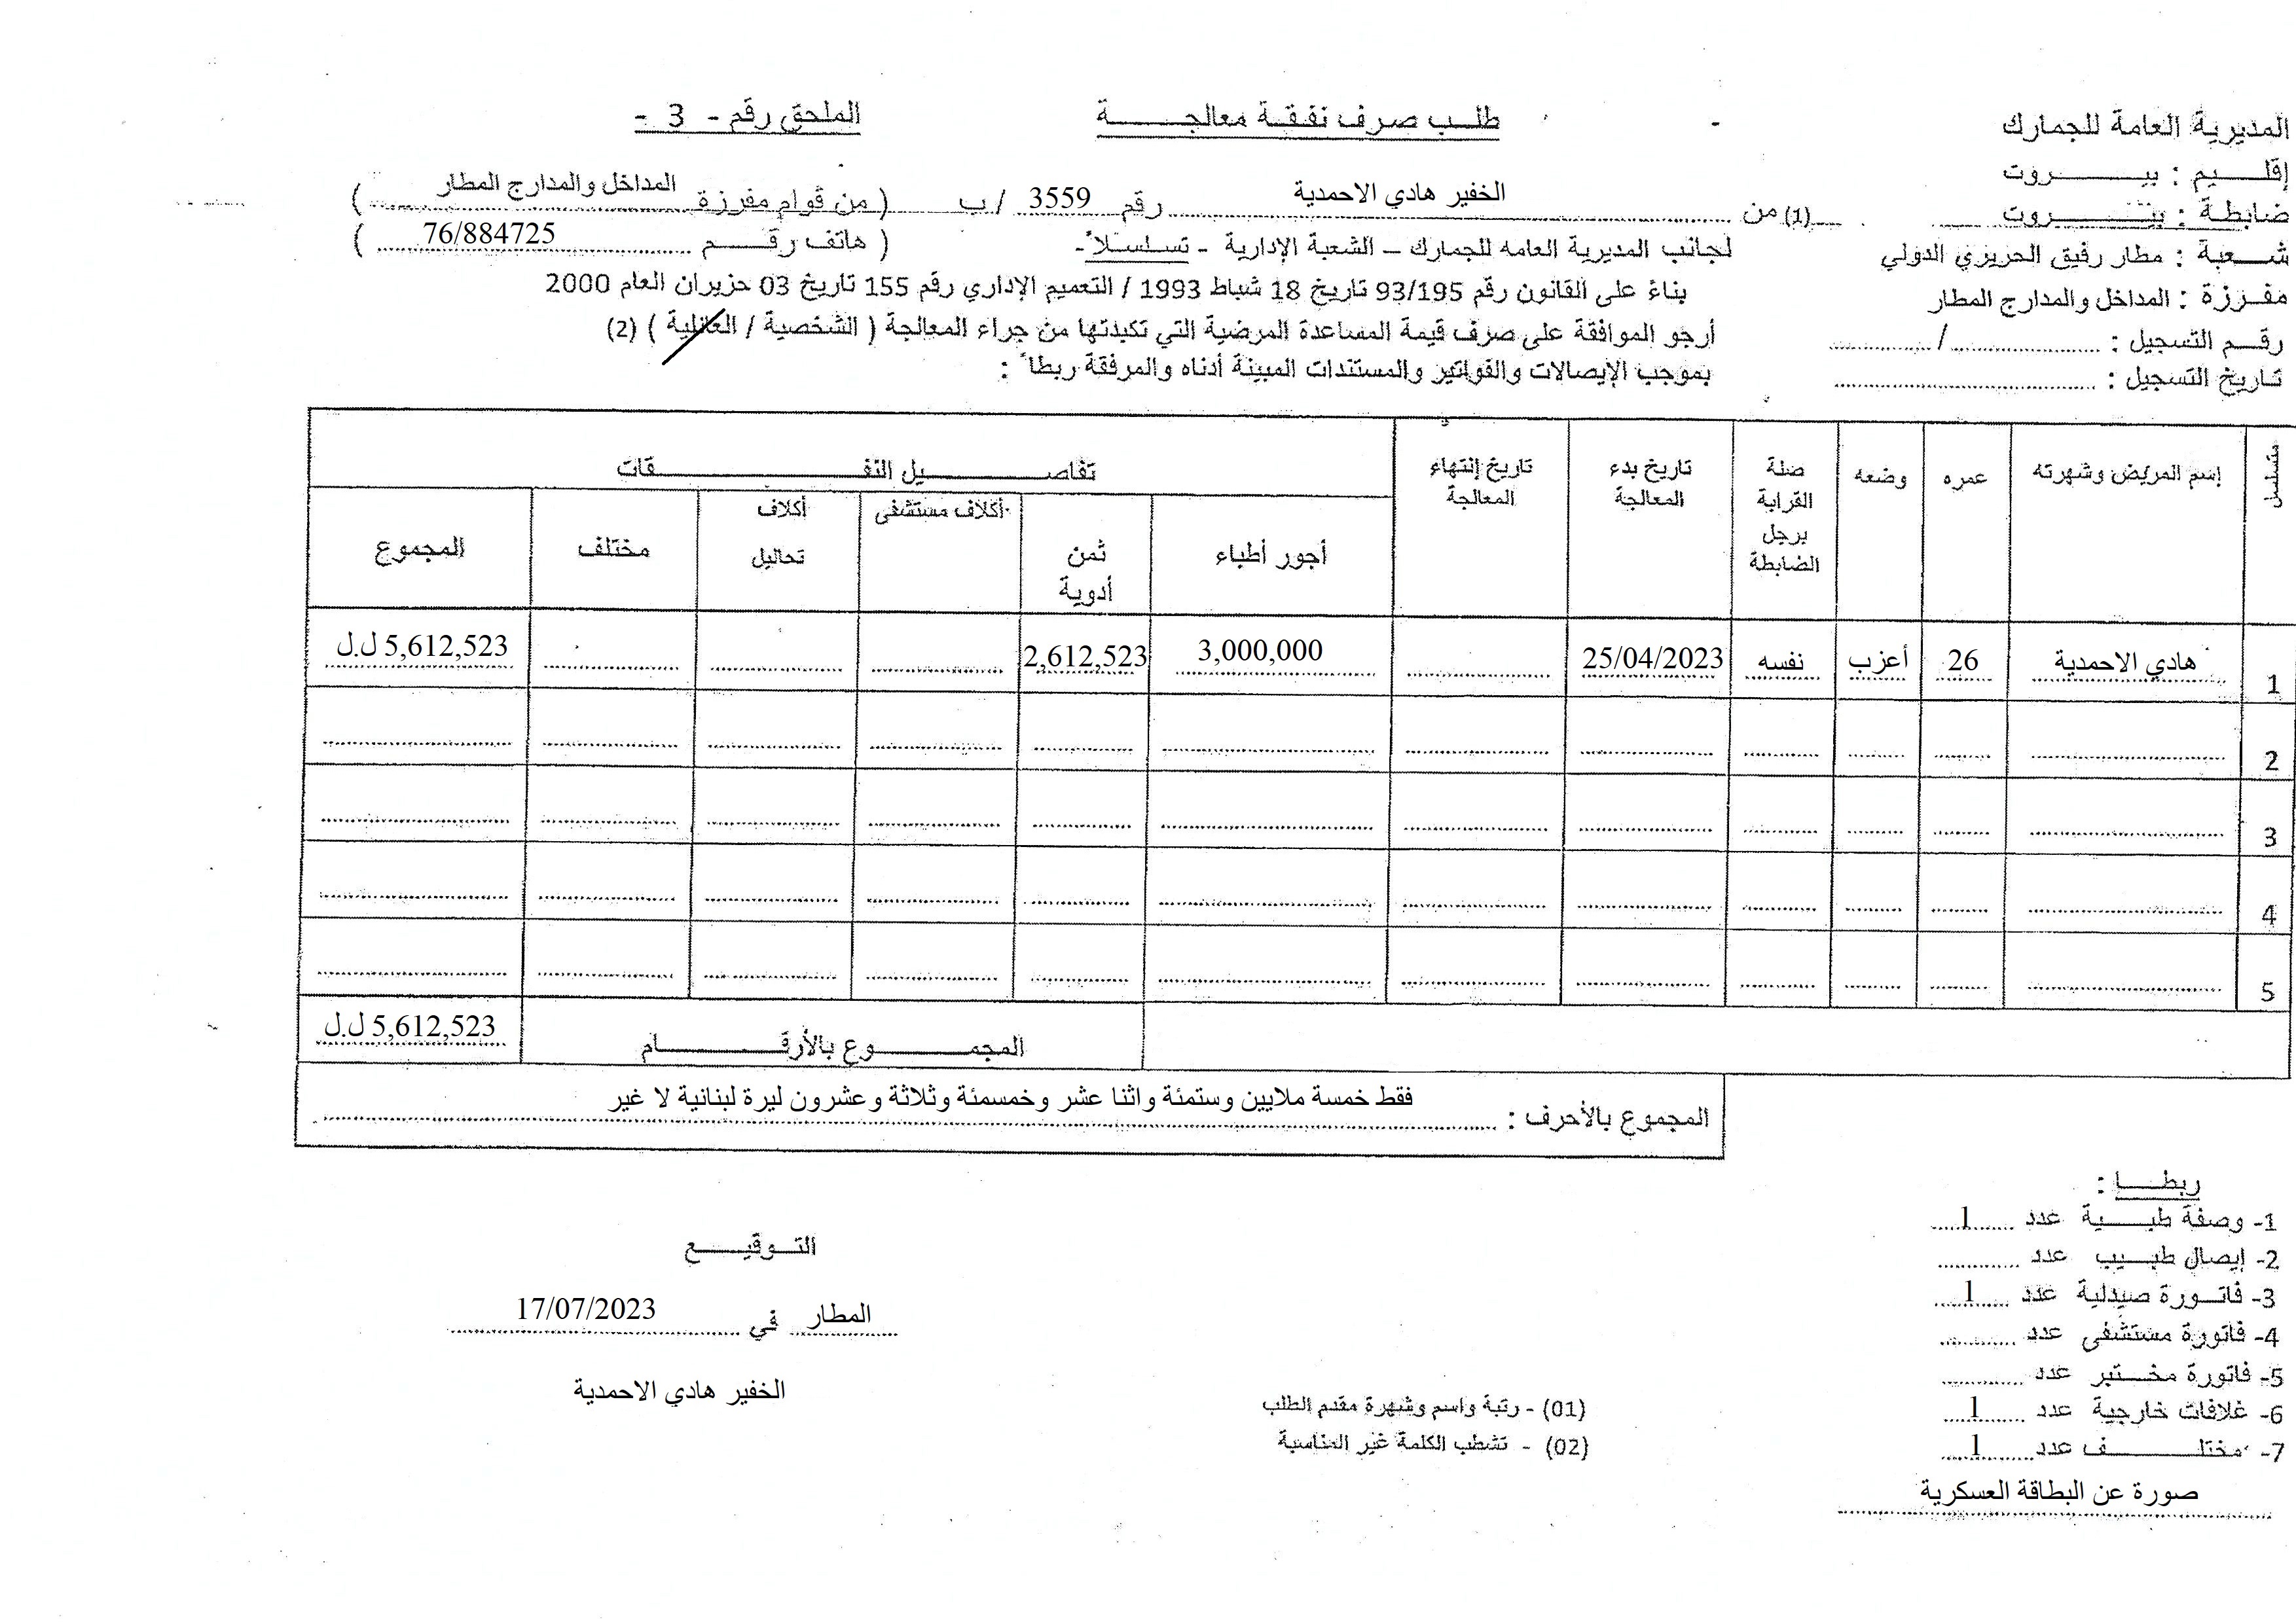 المديرية العامة للجمارك
إقليم : بيروت
ضابطة : بيروت
شعبة : مطار رفيق الحريري الدولي
مفرزة : المداخل والمدارج المطار
رقم التسجيل : ............/............
تاريخ التسجيل : ............
طلب صرف نفقة معالجة
الملحق رقم - 3 -
(1) من الخفير هادي الاحمدية رقم 3559 / ب ( من قوام مفرزة المداخل والمدارج المطار )
لجانب المديرية العامه للجمارك – الشعبة الإدارية - تسلسلاً- ( هاتف رقم 76/884725 )
بناءً على القانون رقم 93/195 تاريخ 18 شباط 1993 / التعميم الإداري رقم 155 تاريخ 03 حزيران العام 2000
أرجو الموافقة على صرف قيمة المساعدة المرضية التي تكبدتها من جراء المعالجة ( الشخصية / العائلية ) (2)
بموجب الإيصالات والفواتير والمستندات المبينة أدناه والمرفقة ربطاً :
متسلسل إسم المريض وشهرته عمره وضعه صلة القرابة برجل الضابطة تاريخ بدء المعالجة تاريخ إنتهاء المعالجة تفاصيل النفقات
أجور أطباء ثمن أدوية أكلاف مستشفى أكلاف تحاليل مختلف المجموع
1 هادي الاحمدية 26 أعزب نفسه 25/04/2023 3,000,000 2,612,523 5,612,523 ل.ل
2
3
4
5
المجموع بالأرقام 5,612,523 ل.ل
المجموع بالأحرف : فقط خمسة ملايين وستمئة واثنا عشر وخمسمئة وثلاثة وعشرون ليرة لبنانية لا غير
ربطا :
1- وصفة طبية عدد 1
2- إيصال طبيب عدد
3- فاتورة صيدلية عدد 1
4- فاتورة مستشفى عدد
5- فاتورة مختبر عدد
6- غلافات خارجية عدد 1
7- مختلف عدد 1
صورة عن البطاقة العسكرية
التوقيع
المطار في 17/07/2023
الخفير هادي الاحمدية
(01) - رتبة واسم وشهرة مقدم الطلب
(02) - تشطب الكلمة غير المناسبة